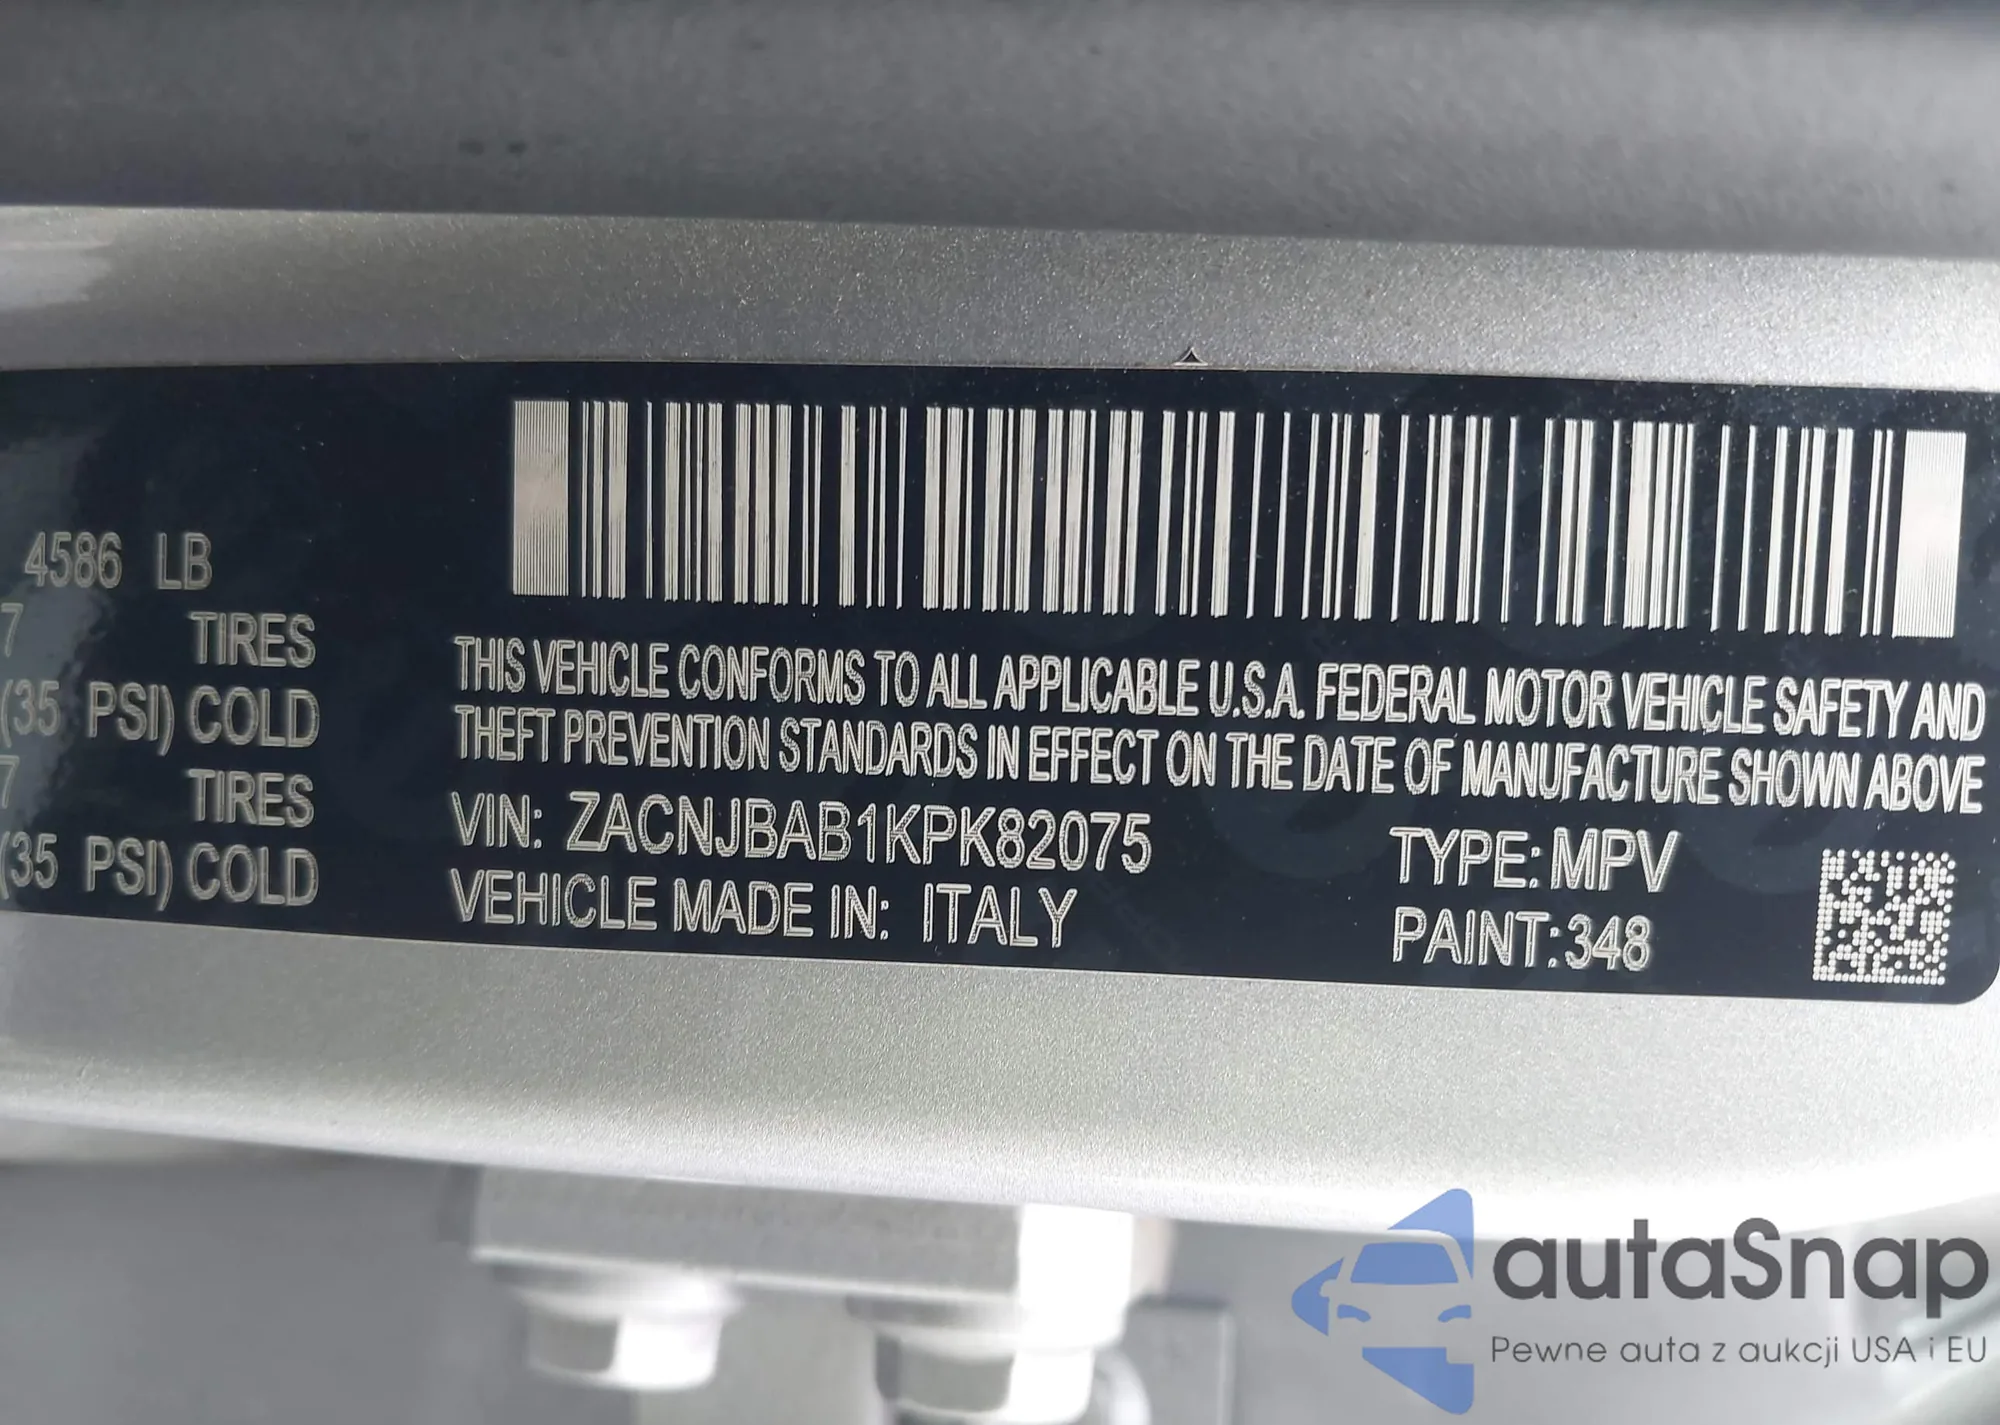 4586 LB
7 TIRES
(35 PSI) COLD
7 TIRES
(35 PSI) COLD
THIS VEHICLE CONFORMS TO ALL APPLICABLE U.S.A. FEDERAL MOTOR VEHICLE SAFETY AND
THEFT PREVENTION STANDARDS IN EFFECT ON THE DATE OF MANUFACTURE SHOWN ABOVE
VIN: ZACNJBAB1KPK82075 TYPE: MPV
VEHICLE MADE IN: ITALY PAINT: 348
autaSnap
Pewne auta z aukcji USA i EU